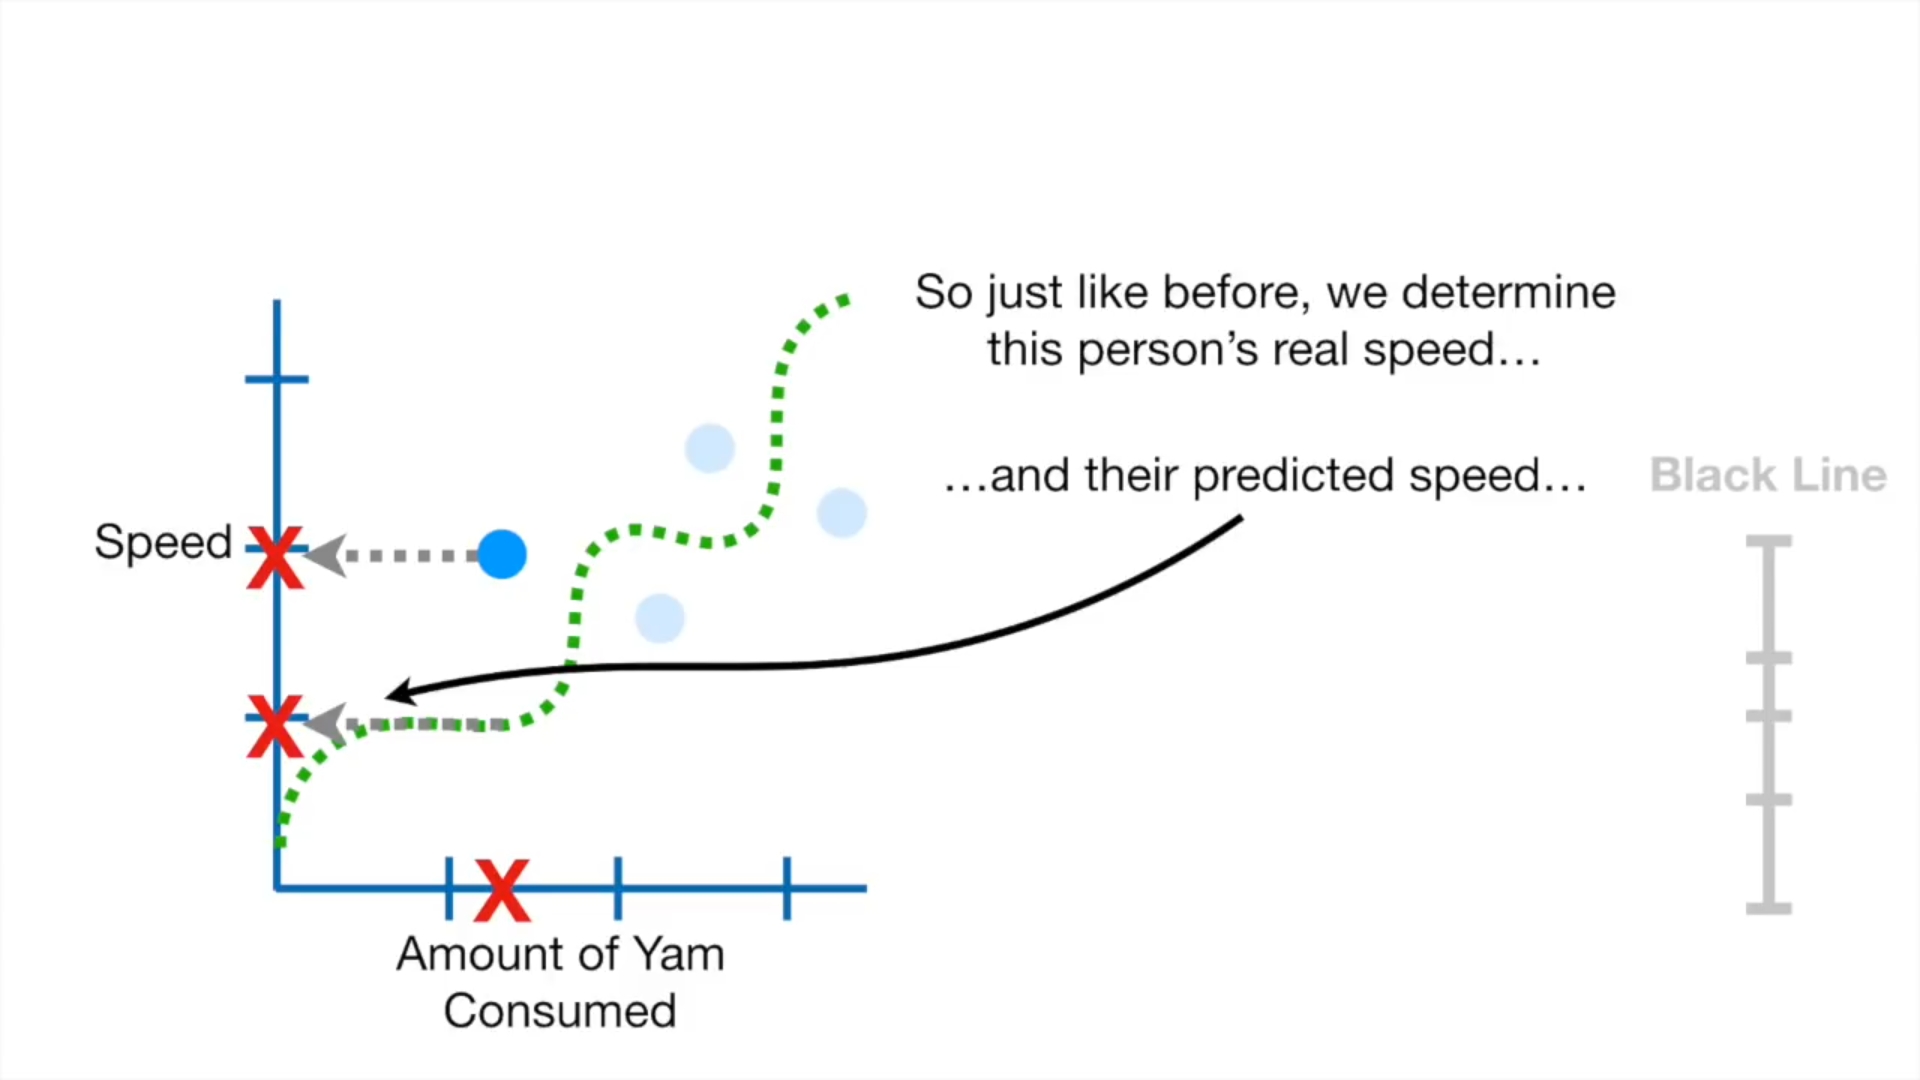 So just like before, we determine
this person’s real speed…
…and their predicted speed…
Black Line
Speed
X
X
X
Amount of Yam
Consumed